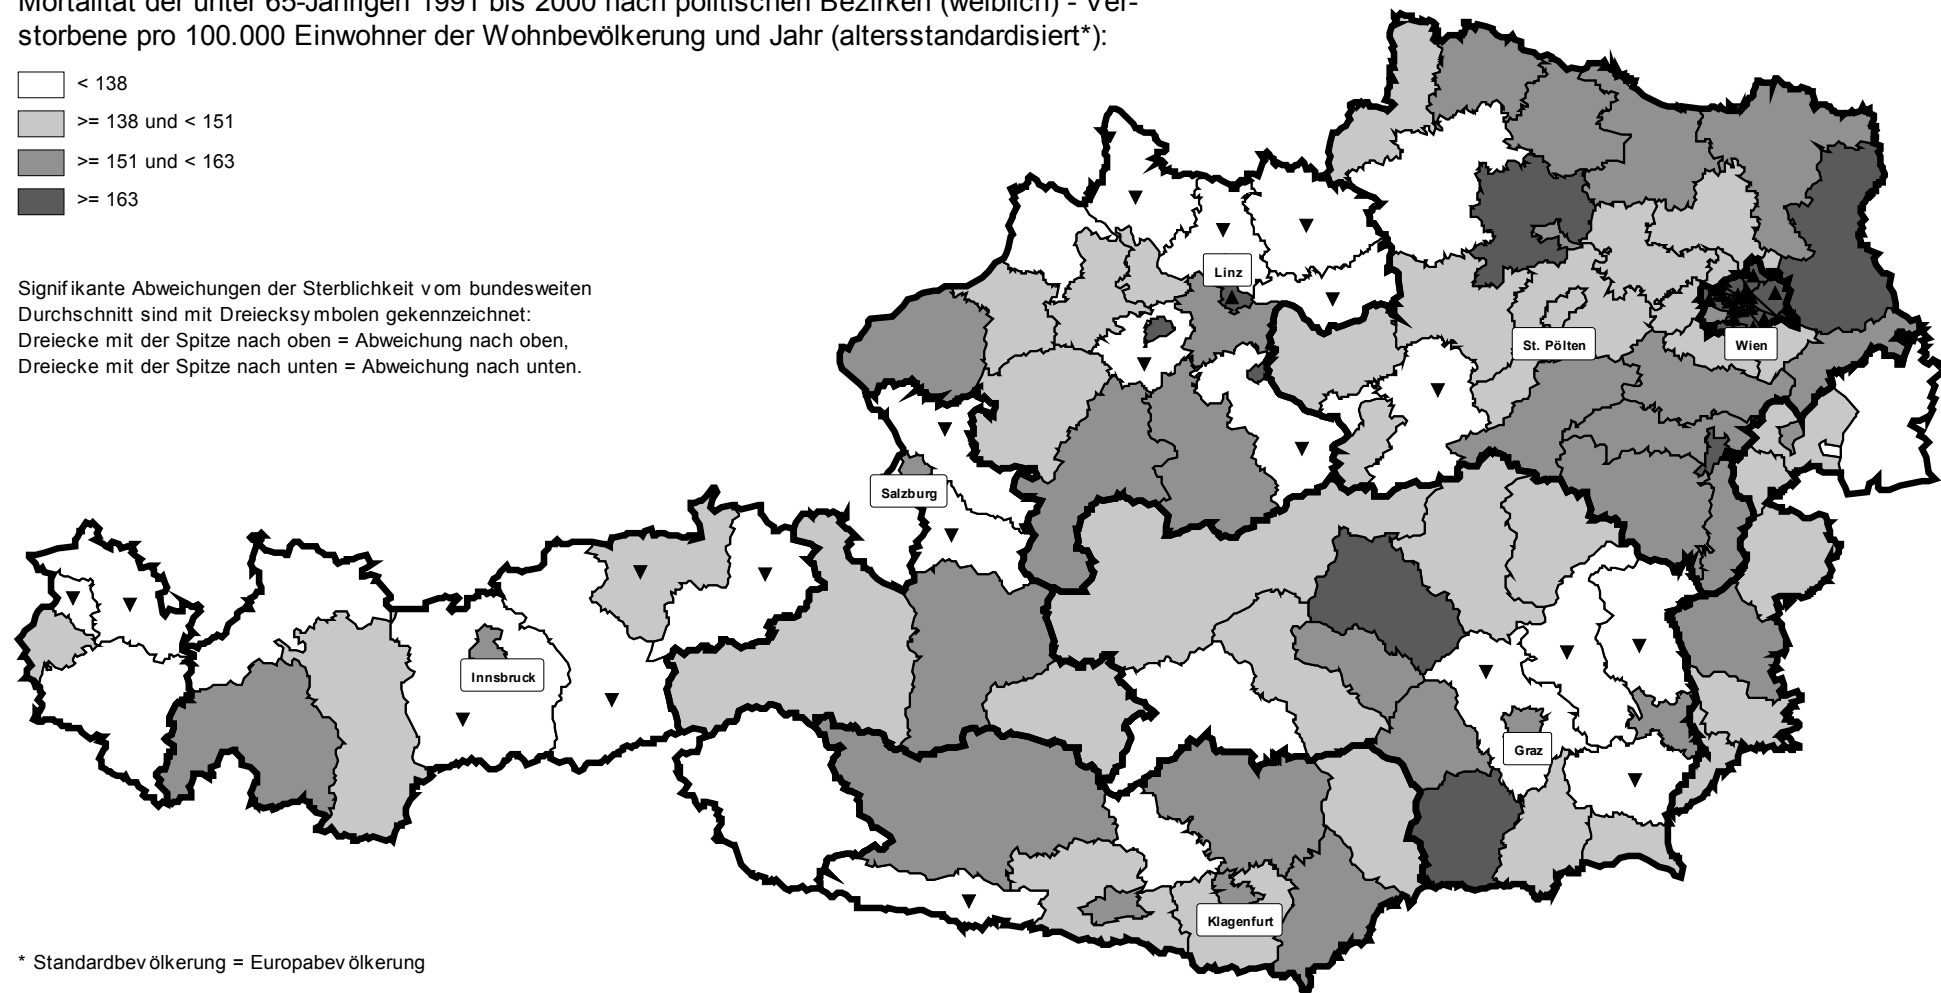 Mortalität der unter 65-Jährigen 1991 bis 2000 nach politischen Bezirken (weiblich) - Ver-
storbene pro 100.000 Einwohner der Wohnbevölkerung und Jahr (altersstandardisiert*):
< 138
>= 138 und < 151
>= 151 und < 163
>= 163
Signifikante Abweichungen der Sterblichkeit vom bundesweiten
Durchschnitt sind mit Dreiecksymbolen gekennzeichnet:
Dreiecke mit der Spitze nach oben = Abweichung nach oben,
Dreiecke mit der Spitze nach unten = Abweichung nach unten.
Linz
St. Pölten
Wien
Salzburg
Innsbruck
Graz
Klagenfurt
* Standardbevölkerung = Europabevölkerung